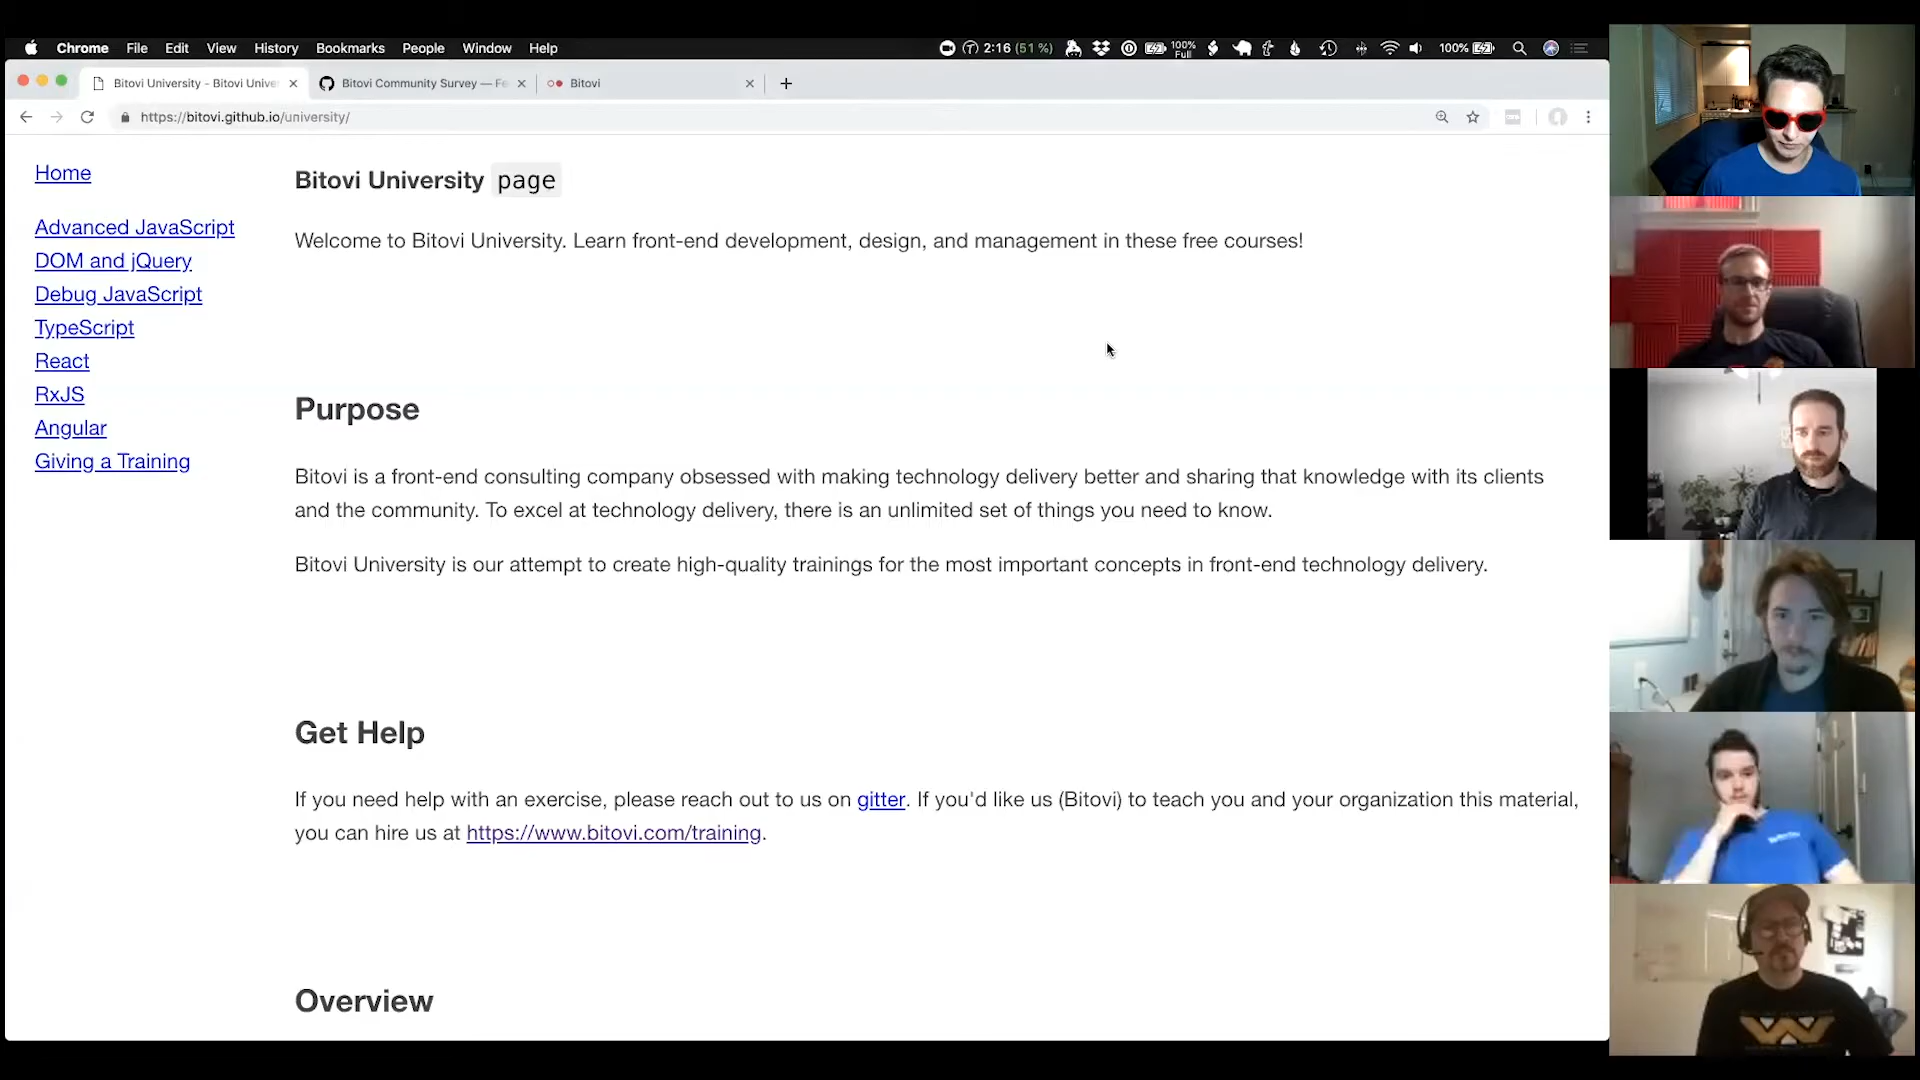 Chrome File Edit View History Bookmarks People Window Help
2:16 (51 %) 100% Full 100%
Bitovi University - Bitovi Unive
Bitovi Community Survey — Fe
Bitovi
https://bitovi.github.io/university/
Home
Advanced JavaScript
DOM and jQuery
Debug JavaScript
TypeScript
React
RxJS
Angular
Giving a Training
Bitovi University page
Welcome to Bitovi University. Learn front-end development, design, and management in these free courses!
Purpose
Bitovi is a front-end consulting company obsessed with making technology delivery better and sharing that knowledge with its clients
and the community. To excel at technology delivery, there is an unlimited set of things you need to know.
Bitovi University is our attempt to create high-quality trainings for the most important concepts in front-end technology delivery.
Get Help
If you need help with an exercise, please reach out to us on gitter. If you'd like us (Bitovi) to teach you and your organization this material,
you can hire us at https://www.bitovi.com/training.
Overview